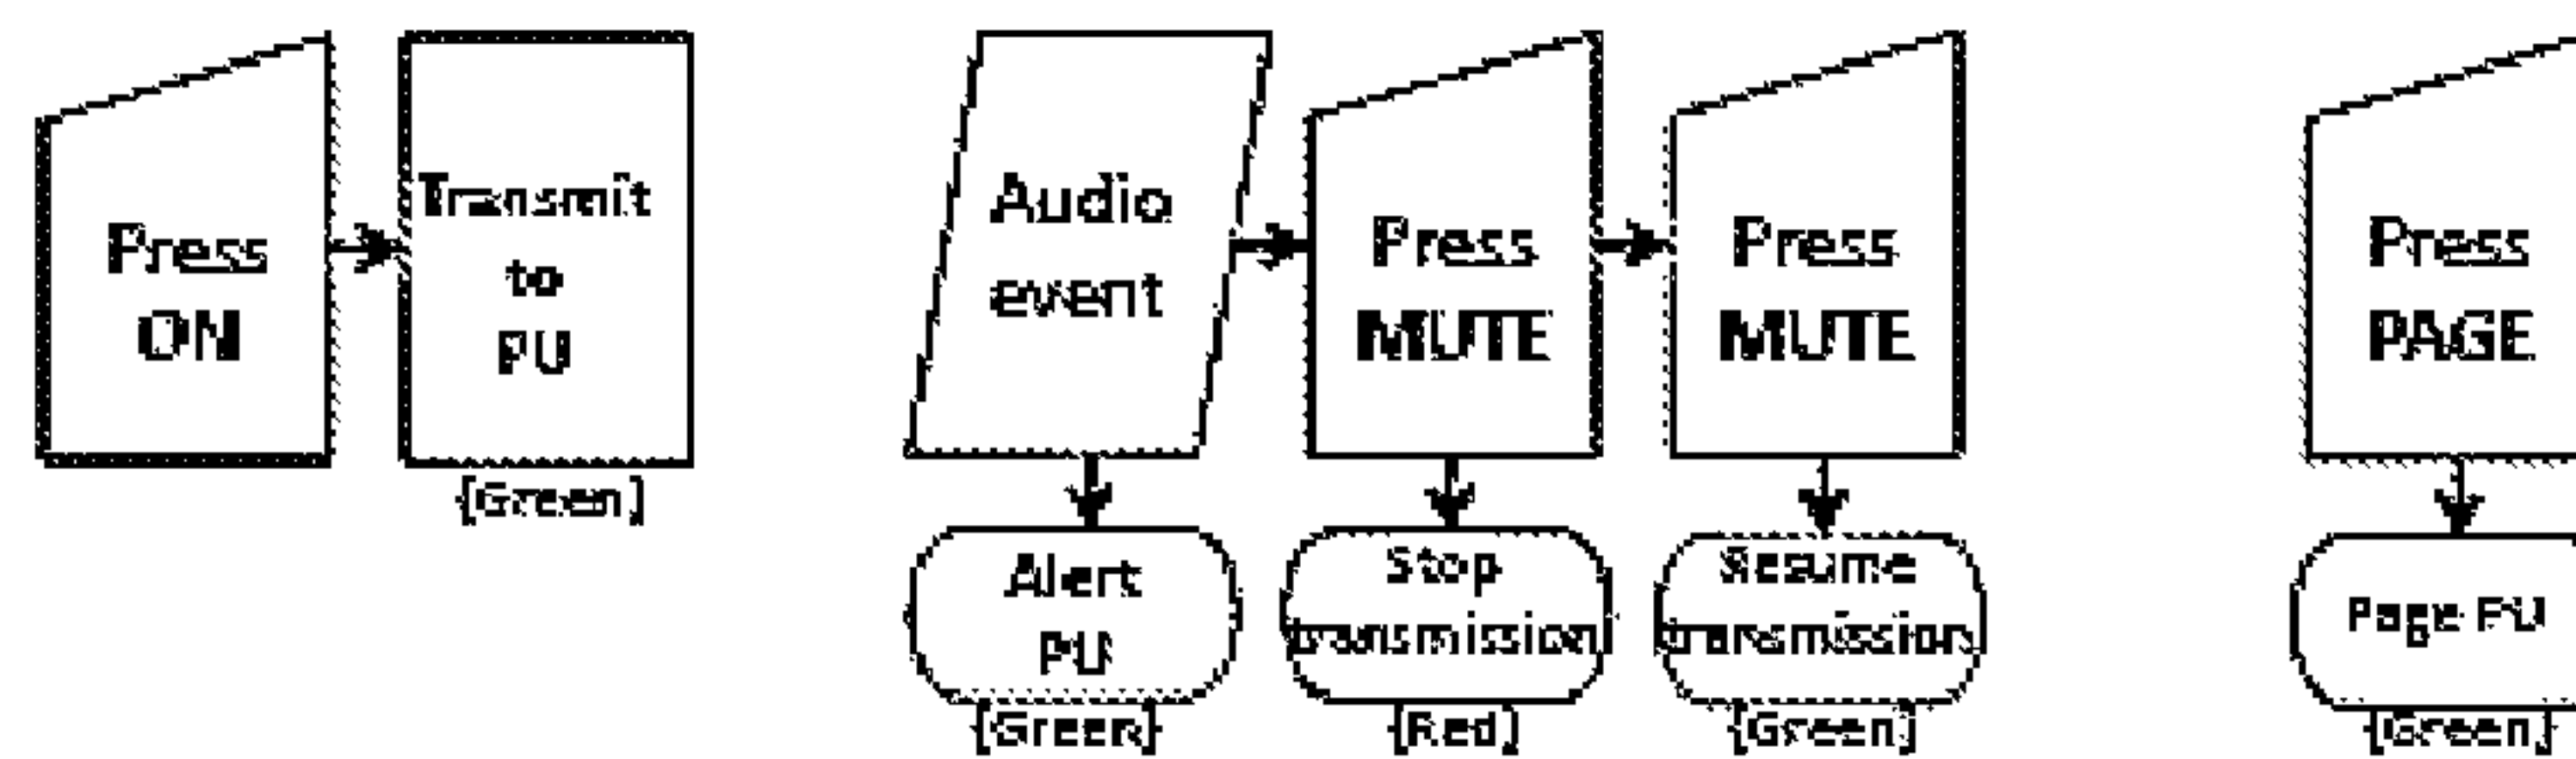 Press
ON
Transmit
to
PU
{Green}
Audio
event
Press
MUTE
Press
MUTE
Press
PAGE
Alert
PU
{Green}
Stop
transmission
{Red}
Resume
transmission
{Green}
Page PU
{Green}